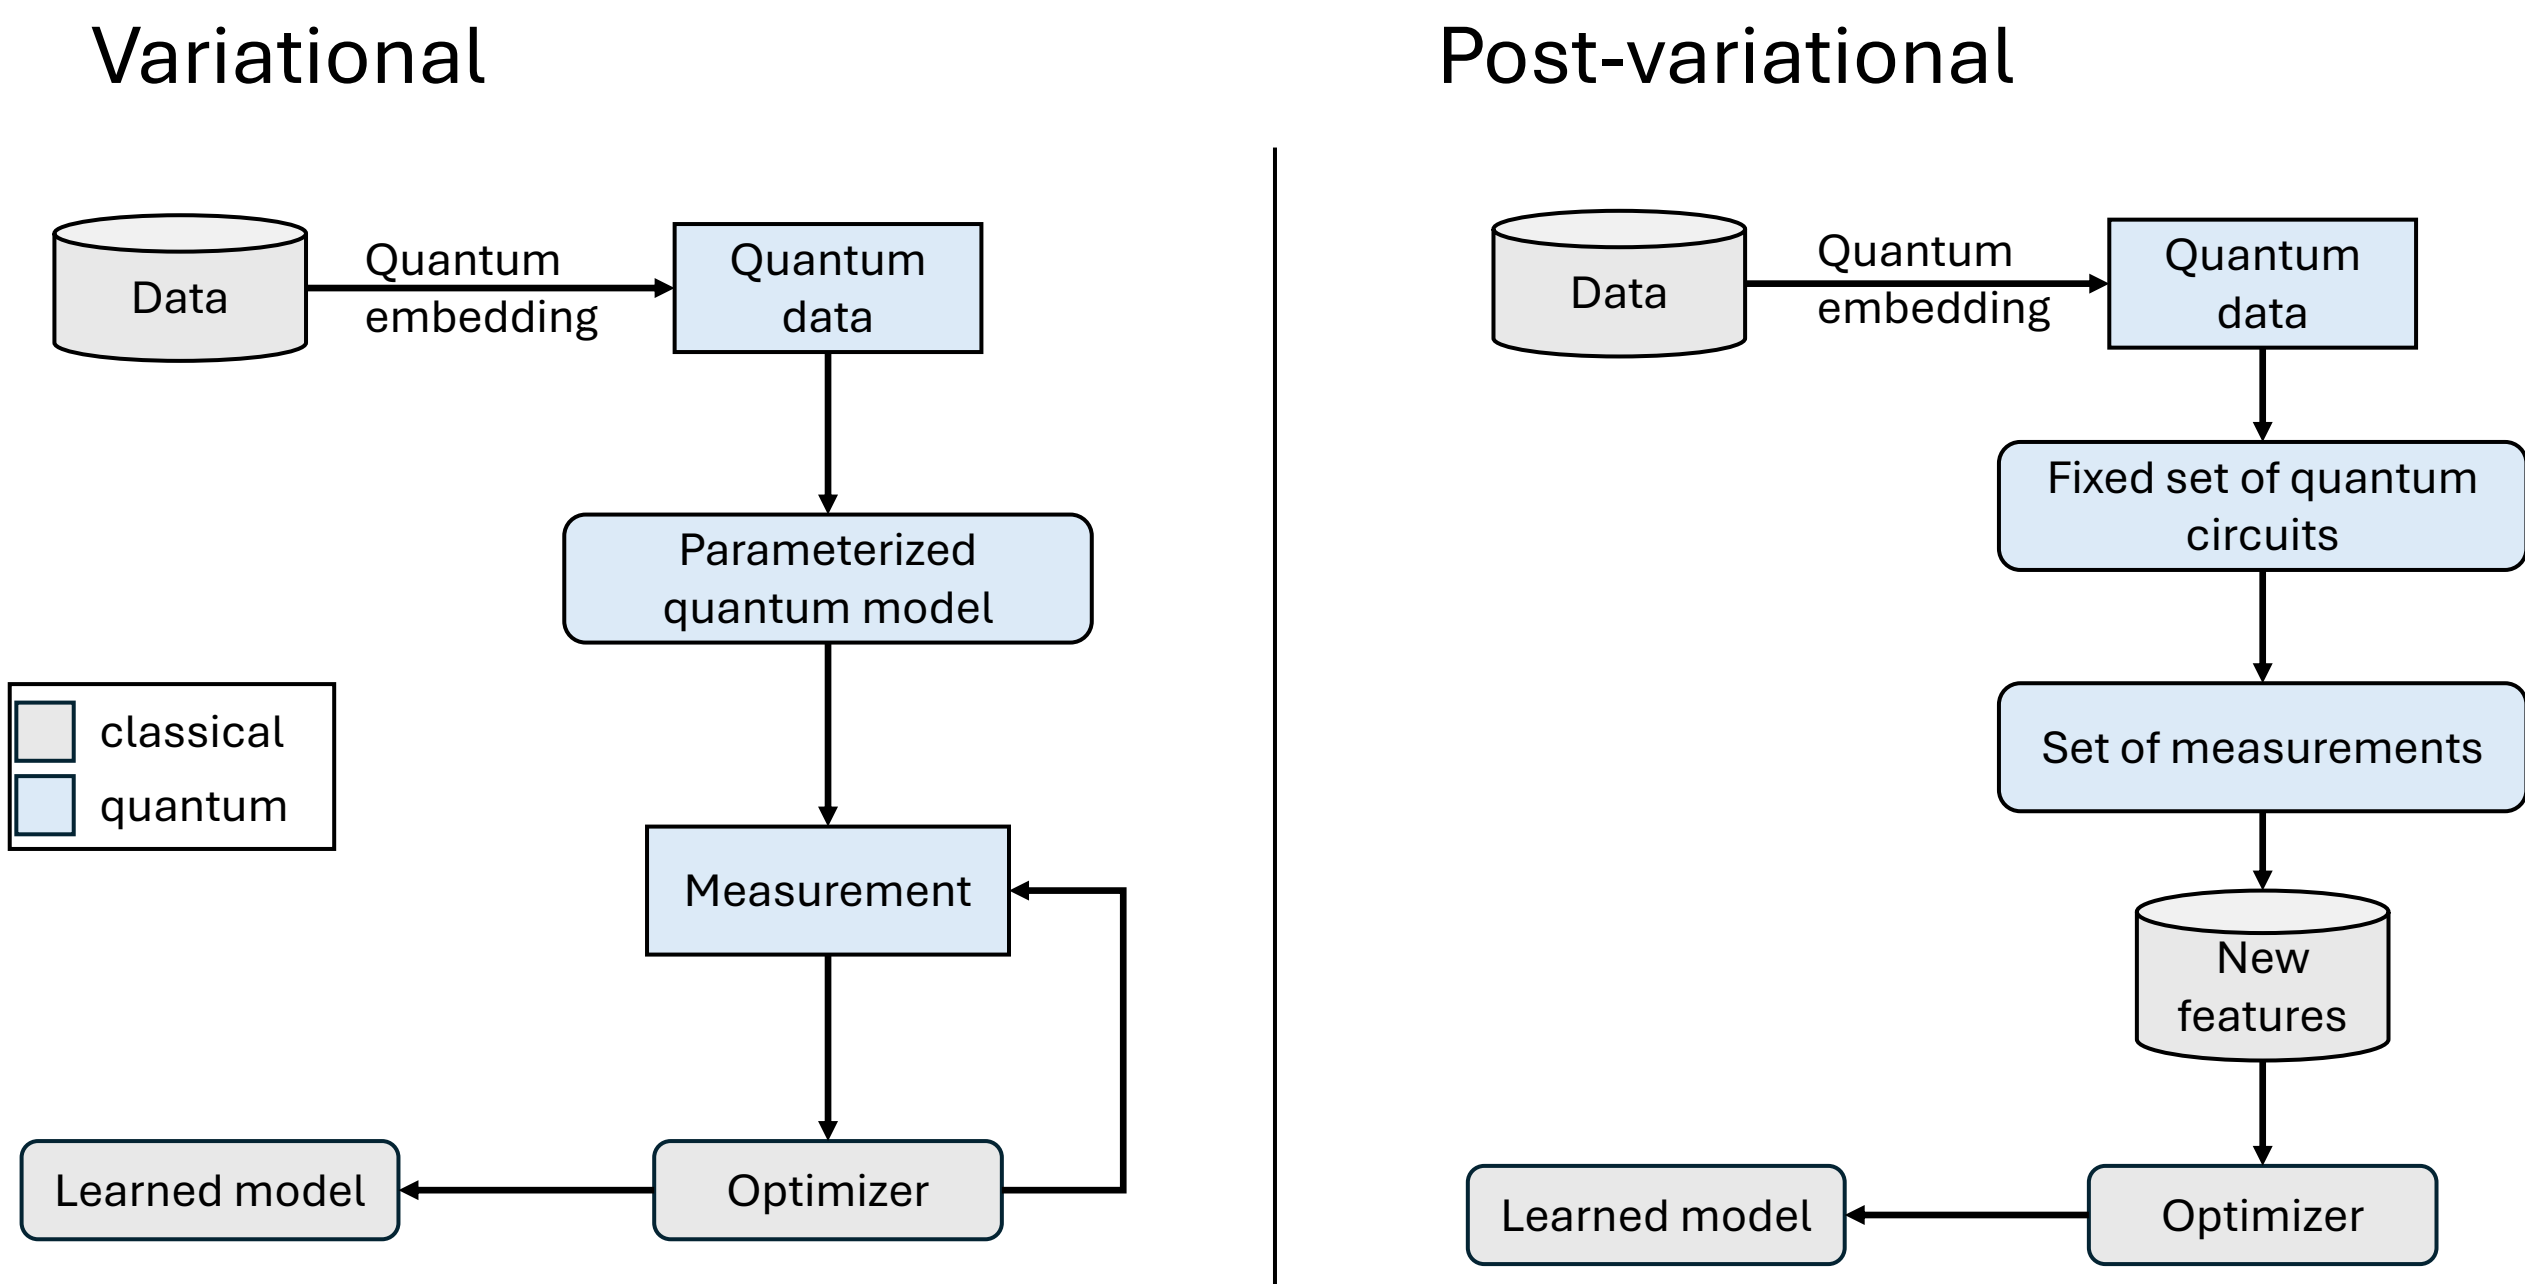 Variational
Data
Quantum
embedding
Quantum
data
Parameterized
quantum model
classical
quantum
Measurement
Learned model
Optimizer
Post-variational
Data
Quantum
embedding
Quantum
data
Fixed set of quantum
circuits
Set of measurements
New
features
Learned model
Optimizer